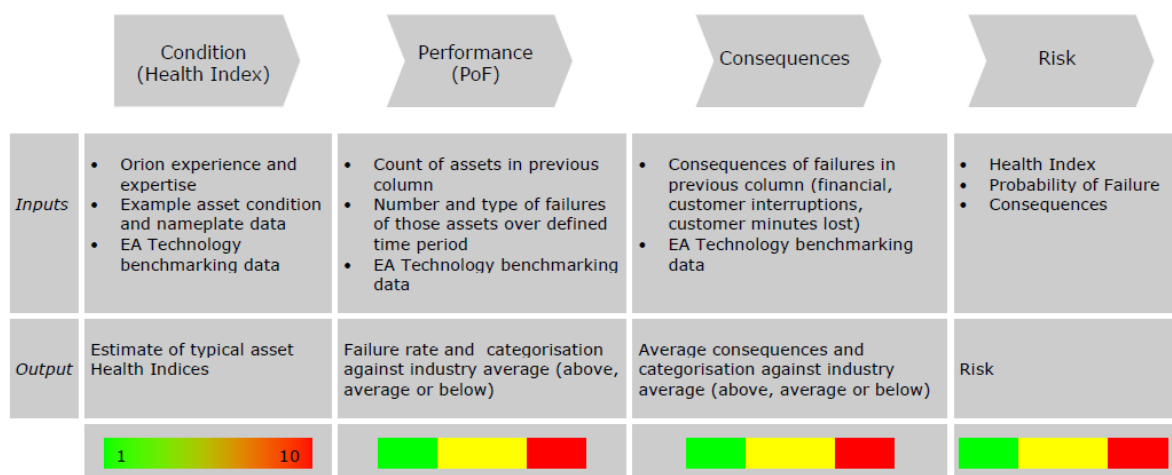 Condition
(Health Index)
Performance
(PoF)
Consequences
Risk
Inputs
• Orion experience and
expertise
• Example asset condition
and nameplate data
• EA Technology
benchmarking data
• Count of assets in previous
column
• Number and type of failures
of those assets over defined
time period
• EA Technology benchmarking
data
• Consequences of failures in
previous column (financial,
customer interruptions,
customer minutes lost)
• EA Technology benchmarking
data
• Health Index
• Probability of Failure
• Consequences
Output
Estimate of typical asset
Health Indices
Failure rate and categorisation
against industry average (above,
average or below)
Average consequences and
categorisation against industry
average (above, average or below)
Risk
1
10